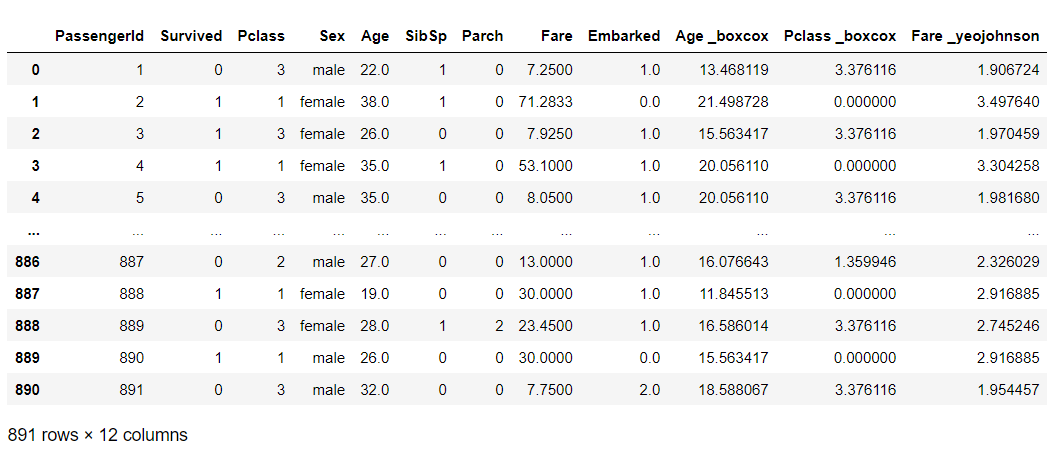 PassengerId Survived Pclass Sex Age SibSp Parch Fare Embarked Age _boxcox Pclass _boxcox Fare _yeojohnson
0 1 0 3 male 22.0 1 0 7.2500 1.0 13.468119 3.376116 1.906724
1 2 1 1 female 38.0 1 0 71.2833 0.0 21.498728 0.000000 3.497640
2 3 1 3 female 26.0 0 0 7.9250 1.0 15.563417 3.376116 1.970459
3 4 1 1 female 35.0 1 0 53.1000 1.0 20.056110 0.000000 3.304258
4 5 0 3 male 35.0 0 0 8.0500 1.0 20.056110 3.376116 1.981680
... ... ... ... ... ... ... ... ... ... ... ... ...
886 887 0 2 male 27.0 0 0 13.0000 1.0 16.076643 1.359946 2.326029
887 888 1 1 female 19.0 0 0 30.0000 1.0 11.845513 0.000000 2.916885
888 889 0 3 female 28.0 1 2 23.4500 1.0 16.586014 3.376116 2.745246
889 890 1 1 male 26.0 0 0 30.0000 0.0 15.563417 0.000000 2.916885
890 891 0 3 male 32.0 0 0 7.7500 2.0 18.588067 3.376116 1.954457
891 rows × 12 columns